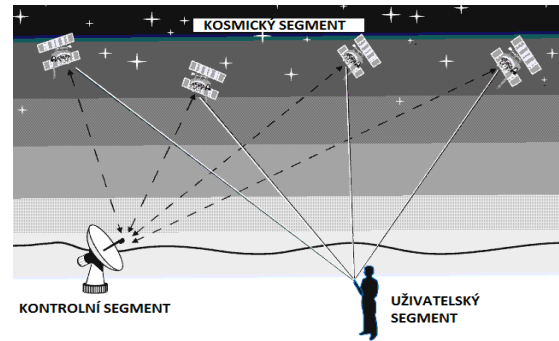 KOSMICKÝ SEGMENT
KONTROLNÍ SEGMENT
UŽIVATELSKÝ
SEGMENT